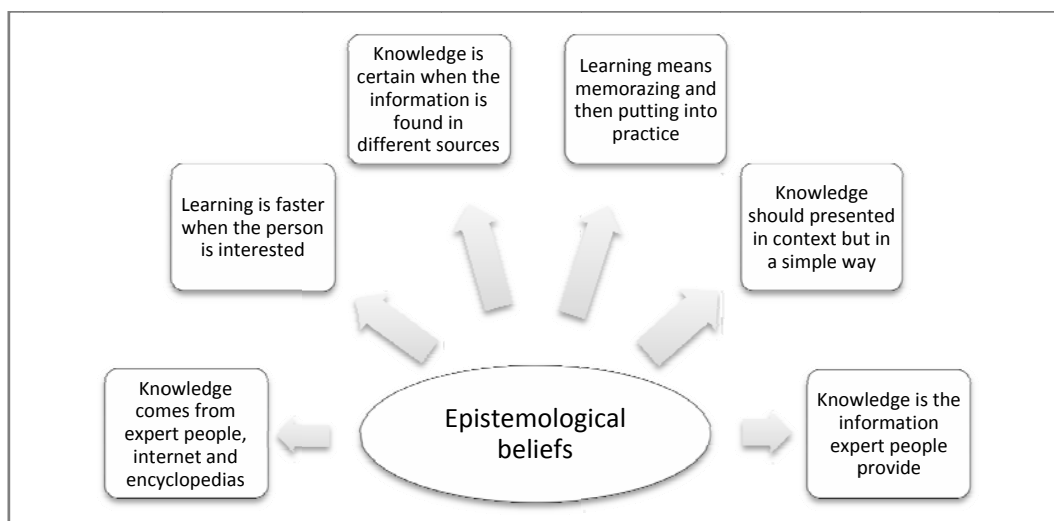 Knowledge is
certain when the
information is
found in
different sources
Learning means
memorazing and
then putting into
practice
Learning is faster
when the person
is interested
Knowledge
should presented
in context but in
a simple way
Knowledge
comes from
expert people,
internet and
encyclopedias
Epistemological
beliefs
Knowledge is the
information
expert people
provide